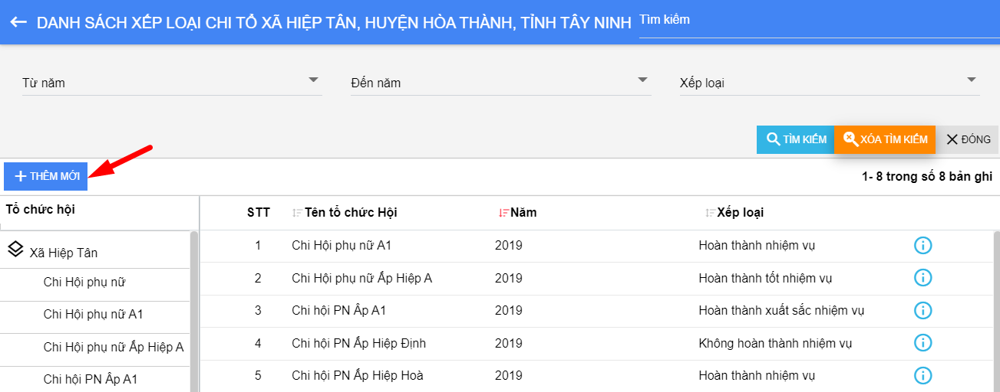 DANH SÁCH XẾP LOẠI CHI TỔ XÃ HIỆP TÂN, HUYỆN HÒA THÀNH, TỈNH TÂY NINH Tìm kiếm
Từ năm Đến năm Xếp loại
TÌM KIẾM XÓA TÌM KIẾM ĐÓNG
THÊM MỚI 1- 8 trong số 8 bản ghi
Tổ chức hội STT Tên tổ chức Hội Năm Xếp loại
Xã Hiệp Tân
Chi Hội phụ nữ
Chi Hội phụ nữ A1
Chi Hội phụ nữ Ấp Hiệp A
Chi hội PN Âp A1
1 Chi Hội phụ nữ A1 2019 Hoàn thành nhiệm vụ
2 Chi Hội phụ nữ Ấp Hiệp A 2019 Hoàn thành tốt nhiệm vụ
3 Chi hội PN Âp A1 2019 Hoàn thành xuất sắc nhiệm vụ
4 Chi hội PN Ấp Hiệp Định 2019 Không hoàn thành nhiệm vụ
5 Chi hội PN Ấp Hiệp Hoà 2019 Hoàn thành nhiệm vụ